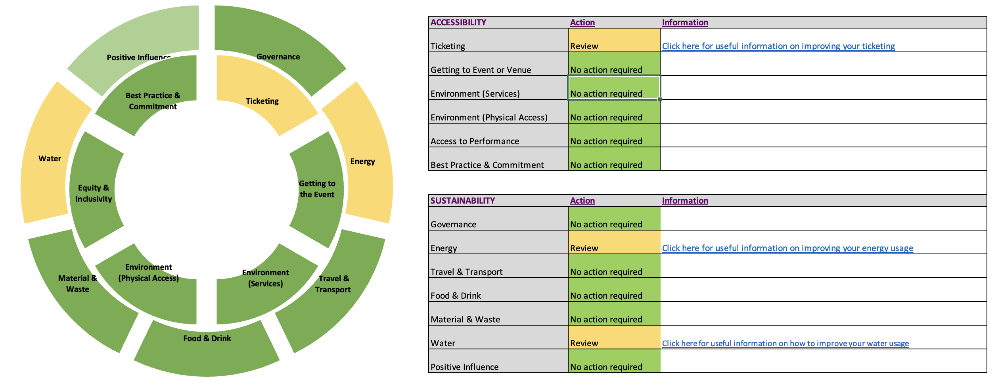 Positive Influence
Governance
Best Practice &
Commitment
Ticketing
Water
Energy
Equity &
Inclusivity
Getting to
the Event
Environment
(Physical Access)
Environment
(Services)
Material &
Waste
Travel &
Transport
Food & Drink
ACCESSIBILITY Action Information
Ticketing Review Click here for useful information on improving your ticketing
Getting to Event or Venue No action required
Environment (Services) No action required
Environment (Physical Access) No action required
Access to Performance No action required
Best Practice & Commitment No action required
SUSTAINABILITY Action Information
Governance No action required
Energy Review Click here for useful information on improving your energy usage
Travel & Transport No action required
Food & Drink No action required
Material & Waste No action required
Water Review Click here for useful information on how to improve your water usage
Positive Influence No action required